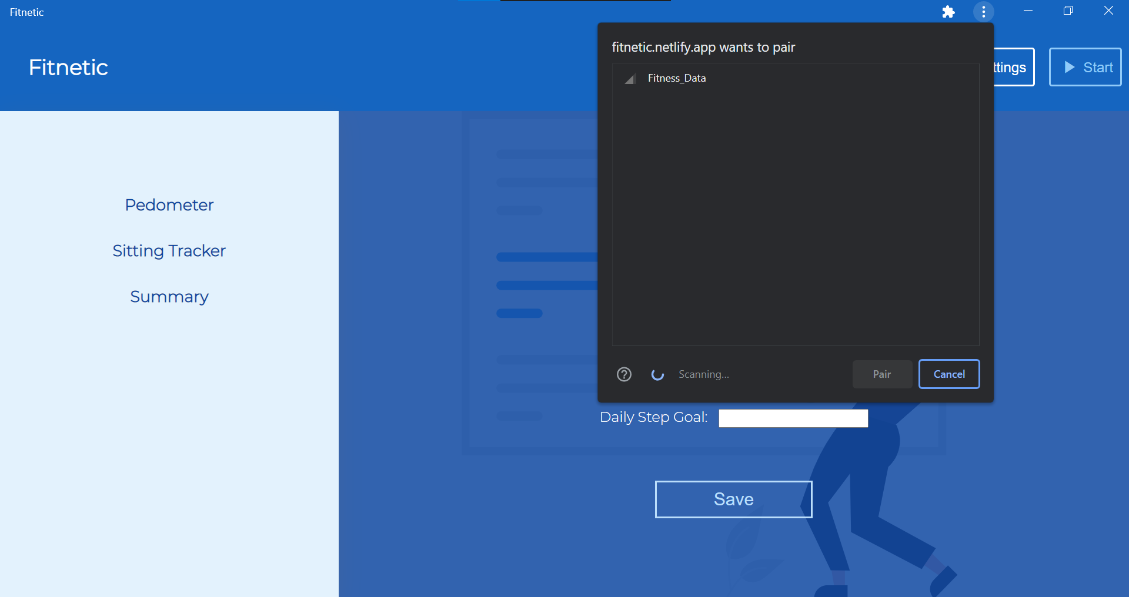 Fitnetic
Fitnetic
fitnetic.netlify.app wants to pair
Fitness_Data
ttings
Start
Pedometer
Sitting Tracker
Summary
Scanning...
Pair
Cancel
Daily Step Goal:
Save